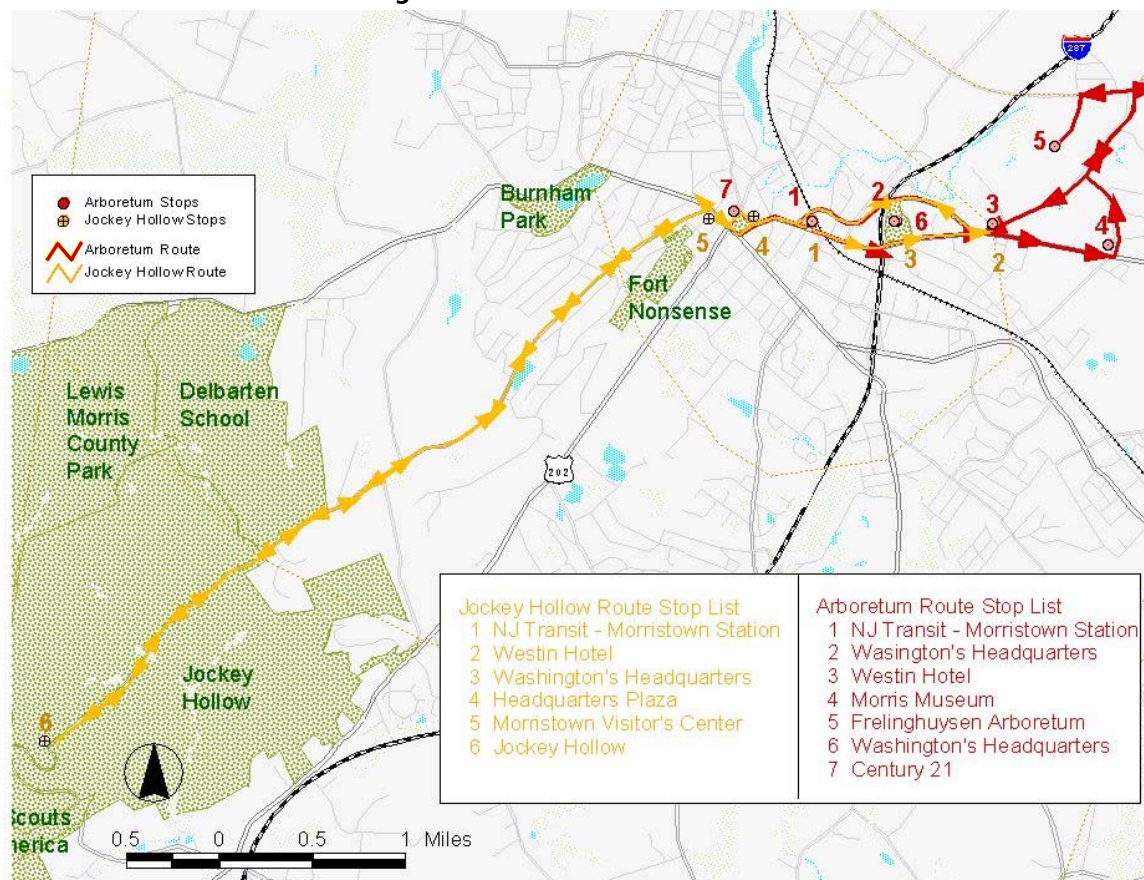 287
Arboretum Stops
Jockey Hollow Stops
Arboretum Route
Jockey Hollow Route
Burnham
Park
Fort
Nonsense
7
5
4
1
1
2
6
3
3
2
5
4
Lewis
Morris
County
Park
Delbarten
School
202
Jockey
Hollow
6
Jockey Hollow Route Stop List
1 NJ Transit - Morristown Station
2 Westin Hotel
3 Washington's Headquarters
4 Headquarters Plaza
5 Morristown Visitor's Center
6 Jockey Hollow
Arboretum Route Stop List
1 NJ Transit - Morristown Station
2 Wasington's Headquarters
3 Westin Hotel
4 Morris Museum
5 Frelinghuysen Arboretum
6 Washington's Headquarters
7 Century 21
0.5 0 0.5 1 Miles